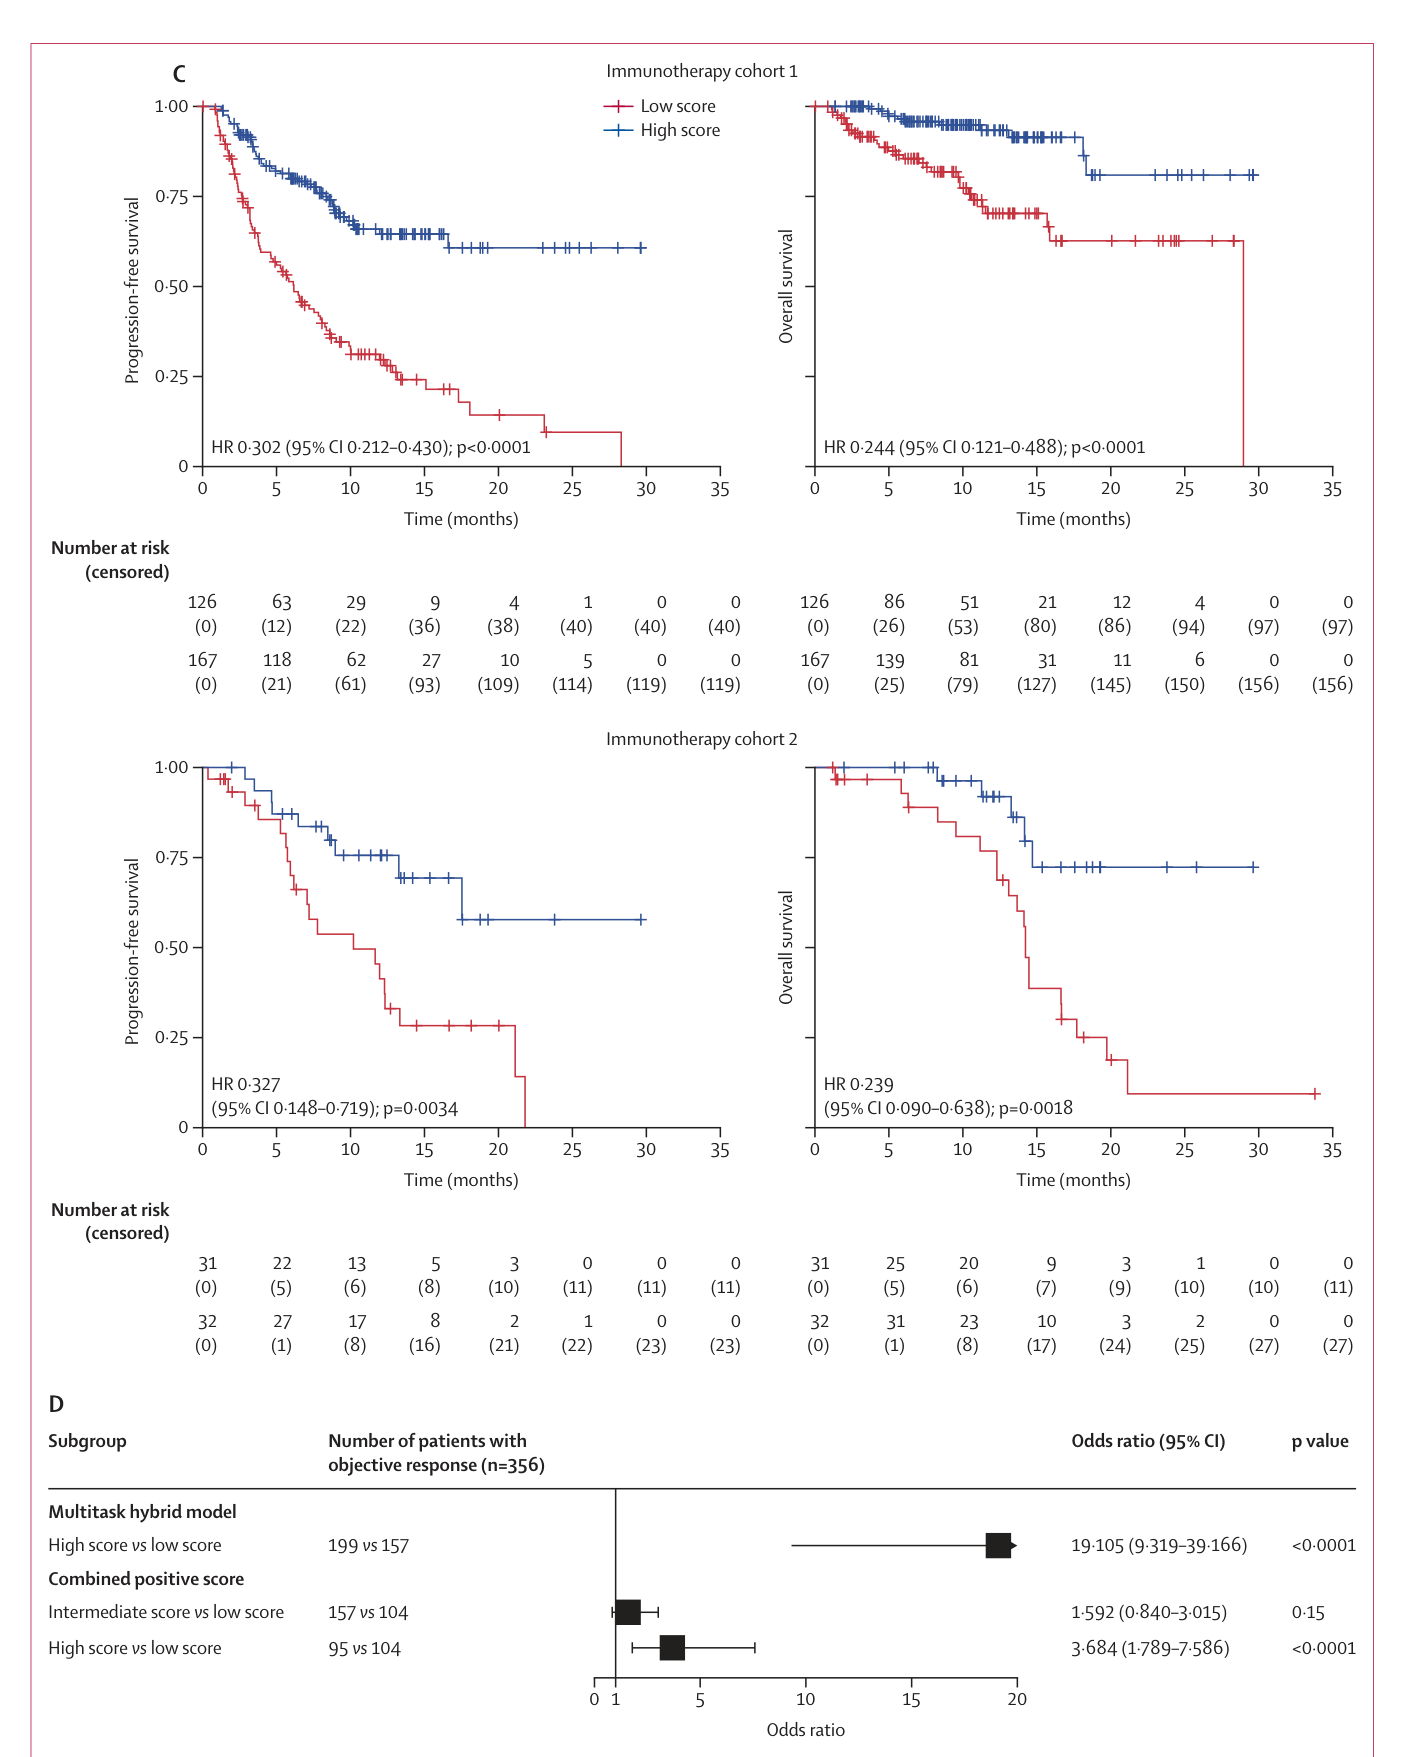 C
Immunotherapy cohort 1
Low score
High score
Progression-free survival
1·00
0·75
0·50
0·25
0
HR 0·302 (95% CI 0·212–0·430); p<0·0001
0 5 10 15 20 25 30 35
Time (months)
Overall survival
HR 0·244 (95% CI 0·121–0·488); p<0·0001
0 5 10 15 20 25 30 35
Time (months)
Number at risk
(censored)
126 63 29 9 4 1 0 0 126 86 51 21 12 4 0 0
(0) (12) (22) (36) (38) (40) (40) (40) (0) (26) (53) (80) (86) (94) (97) (97)
167 118 62 27 10 5 0 0 167 139 81 31 11 6 0 0
(0) (21) (61) (93) (109) (114) (119) (119) (0) (25) (79) (127) (145) (150) (156) (156)
Immunotherapy cohort 2
Progression-free survival
1·00
0·75
0·50
0·25
0
HR 0·327
(95% CI 0·148–0·719); p=0·0034
0 5 10 15 20 25 30 35
Time (months)
Overall survival
HR 0·239
(95% CI 0·090–0·638); p=0·0018
0 5 10 15 20 25 30 35
Time (months)
Number at risk
(censored)
31 22 13 5 3 0 0 0 31 25 20 9 3 1 0 0
(0) (5) (6) (8) (10) (11) (11) (11) (0) (5) (6) (7) (9) (10) (10) (11)
32 27 17 8 2 1 0 0 32 31 23 10 3 2 0 0
(0) (1) (8) (16) (21) (22) (23) (23) (0) (1) (8) (17) (24) (25) (27) (27)
D
Subgroup Number of patients with Odds ratio (95% CI) p value
objective response (n=356)
Multitask hybrid model
High score vs low score 199 vs 157 19·105 (9·319–39·166) <0·0001
Combined positive score
Intermediate score vs low score 157 vs 104 1·592 (0·840–3·015) 0·15
High score vs low score 95 vs 104 3·684 (1·789–7·586) <0·0001
0 1 5 10 15 20
Odds ratio